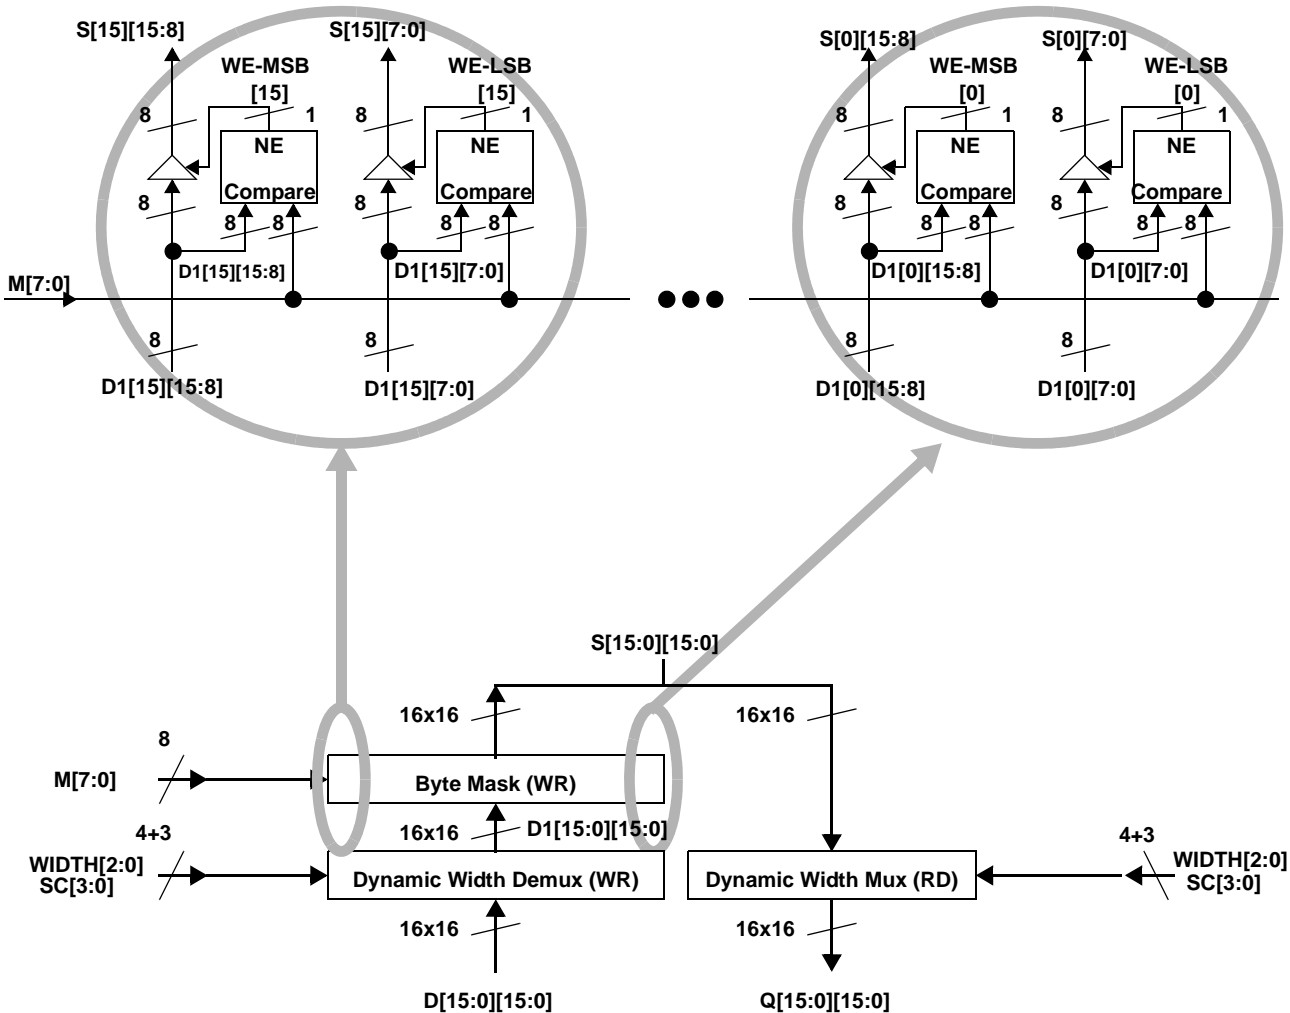 S[15][15:8] S[15][7:0] S[0][15:8] S[0][7:0]
WE-MSB WE-LSB WE-MSB WE-LSB
[15] [15] [0] [0]
8 1 8 1 8 1 8 1
NE NE NE NE
Compare Compare Compare Compare
8 8 8 8
8 8 8 8 8 8 8 8
D1[15][15:8] D1[15][7:0] D1[0][15:8] D1[0][7:0]
M[7:0]
8 8 8 8
D1[15][15:8] D1[15][7:0] D1[0][15:8] D1[0][7:0]
S[15:0][15:0]
16x16 16x16
8
M[7:0] Byte Mask (WR)
4+3 16x16 D1[15:0][15:0] 4+3
WIDTH[2:0] WIDTH[2:0]
SC[3:0] Dynamic Width Demux (WR) Dynamic Width Mux (RD) SC[3:0]
16x16 16x16
D[15:0][15:0] Q[15:0][15:0]